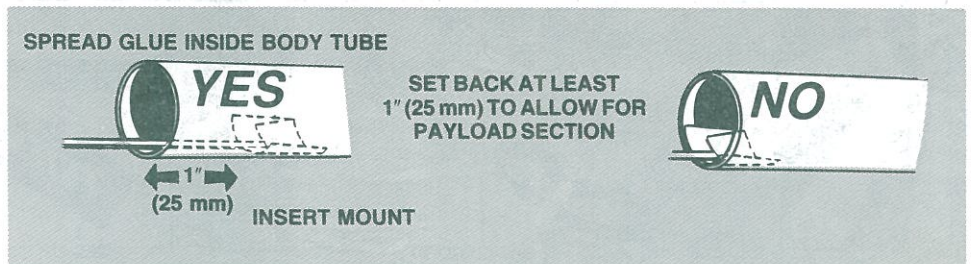 SPREAD GLUE INSIDE BODY TUBE
YES
1"
(25 mm)
INSERT MOUNT
SET BACK AT LEAST
1" (25 mm) TO ALLOW FOR
PAYLOAD SECTION
NO